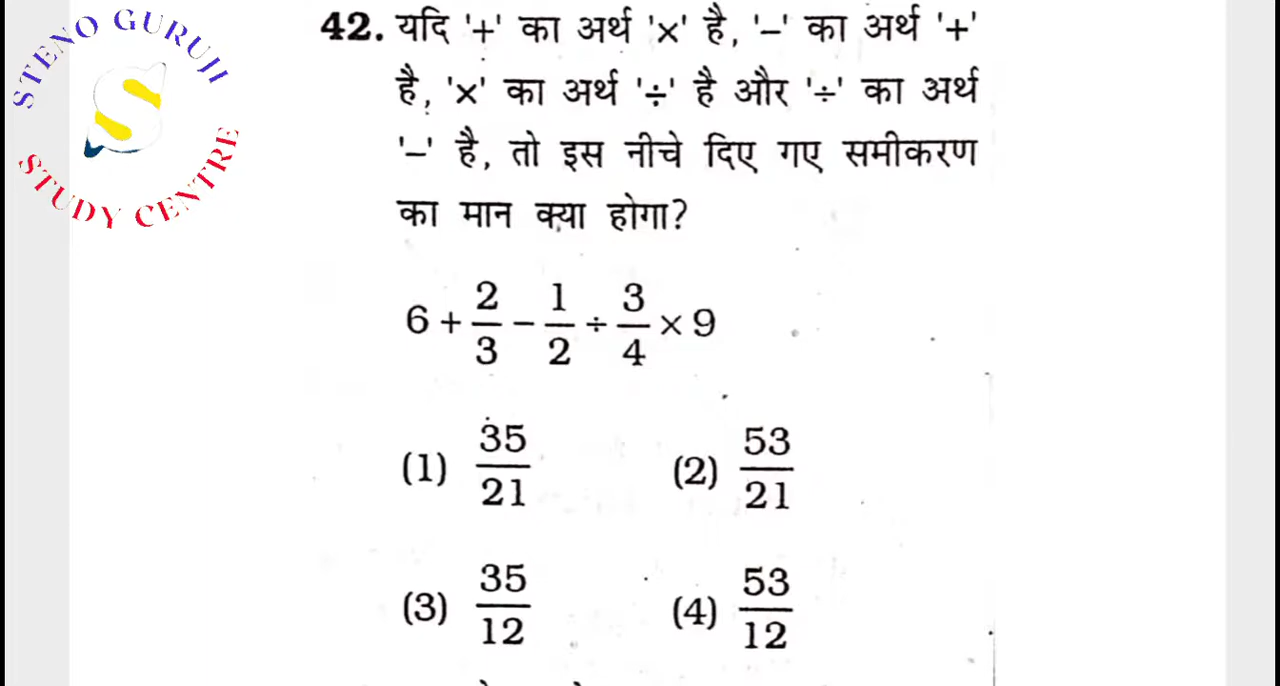 STENO GURUJI
STUDY CENTRE
42. यदि '+' का अर्थ '×' है, '–' का अर्थ '+'
है, '×' का अर्थ '÷' है और '÷' का अर्थ
'–' है, तो इस नीचे दिए गए समीकरण
का मान क्या होगा?
6 + 2/3 − 1/2 ÷ 3/4 × 9
(1) 35/21 (2) 53/21
(3) 35/12 (4) 53/12